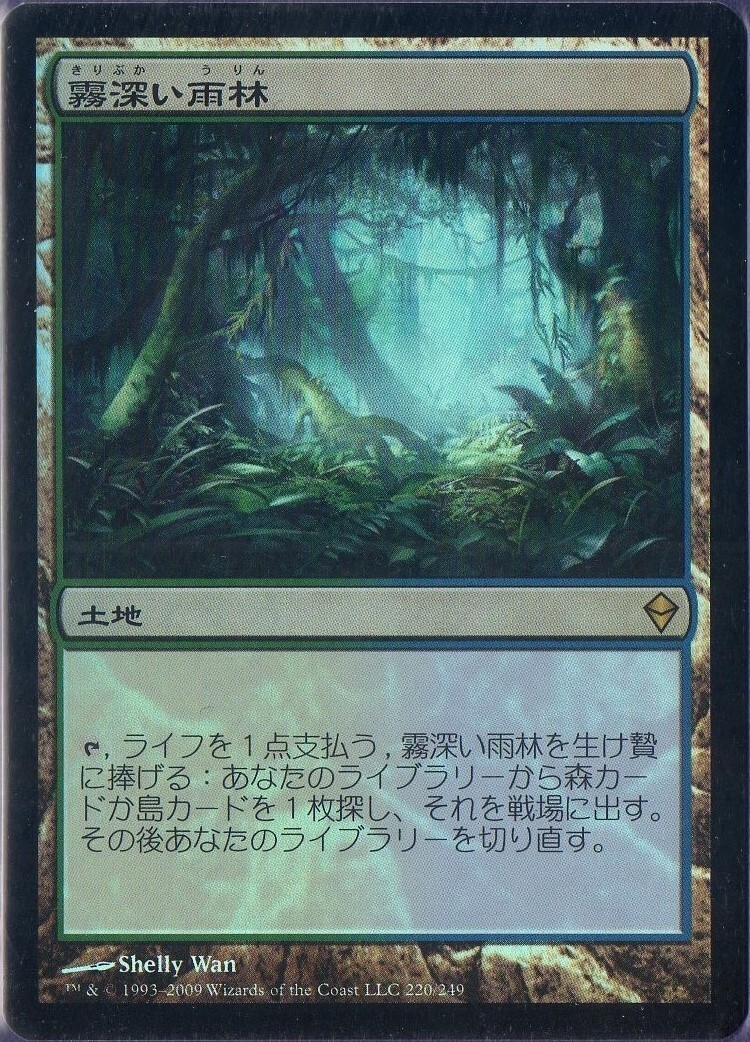 きりぶか うりん
霧深い雨林
土地
, ライフを1点支払う, 霧深い雨林を生け贄
に捧げる：あなたのライブラリーから森カー
ドか島カードを1枚探し、それを戦場に出す。
その後あなたのライブラリーを切り直す。
Shelly Wan
™ & © 1993–2009 Wizards of the Coast LLC 220/249